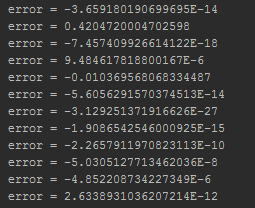 error = -3.659180190699695E-14
error = 0.4204720004702598
error = -7.457409926614122E-18
error = 9.484617818800167E-6
error = -0.010369568068334487
error = -5.6056291570374513E-14
error = -3.129251371916626E-27
error = -1.9086542546000925E-15
error = -2.2657911970823113E-10
error = -5.0305127713462036E-8
error = -4.852208734227349E-6
error = 2.6338931036207214E-12